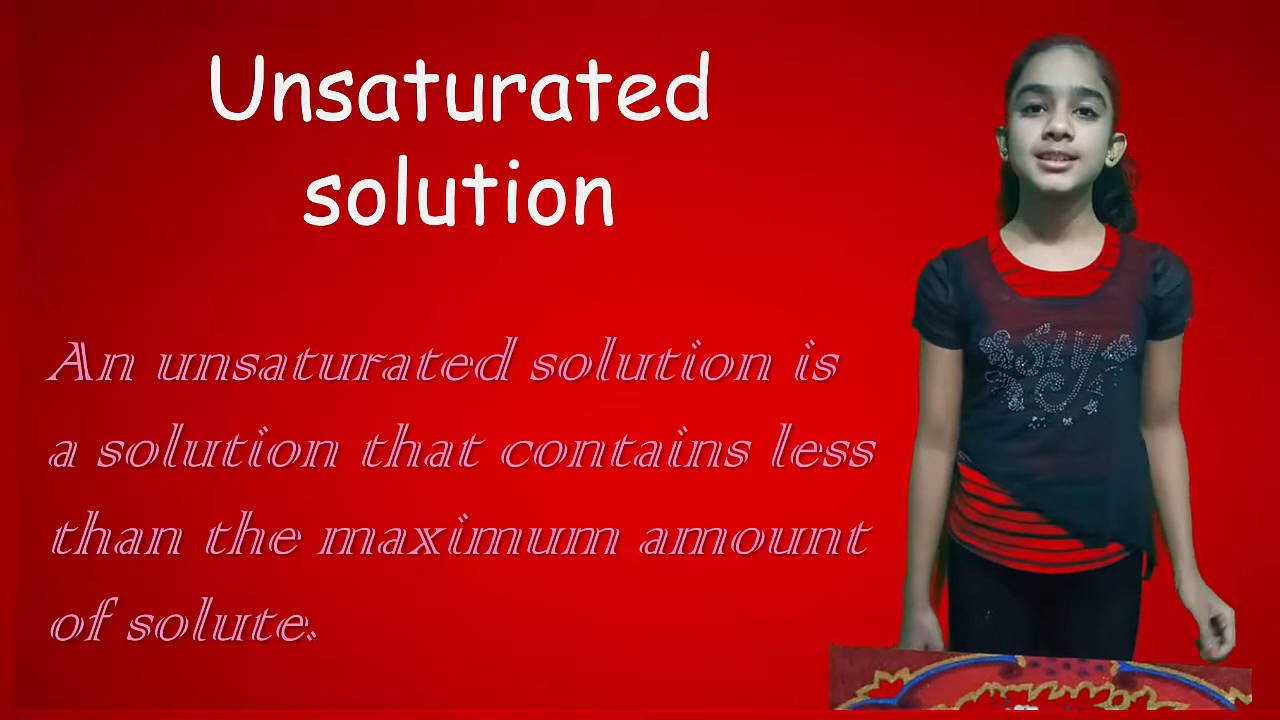 Unsaturated
solution
An unsaturated solution is
a solution that contains less
than the maximum amount
of solute.